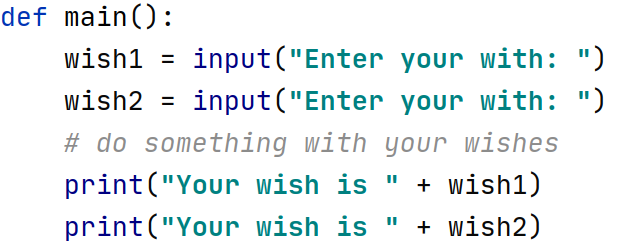 def main():
    wish1 = input("Enter your with: ")
    wish2 = input("Enter your with: ")
    # do something with your wishes
    print("Your wish is " + wish1)
    print("Your wish is " + wish2)